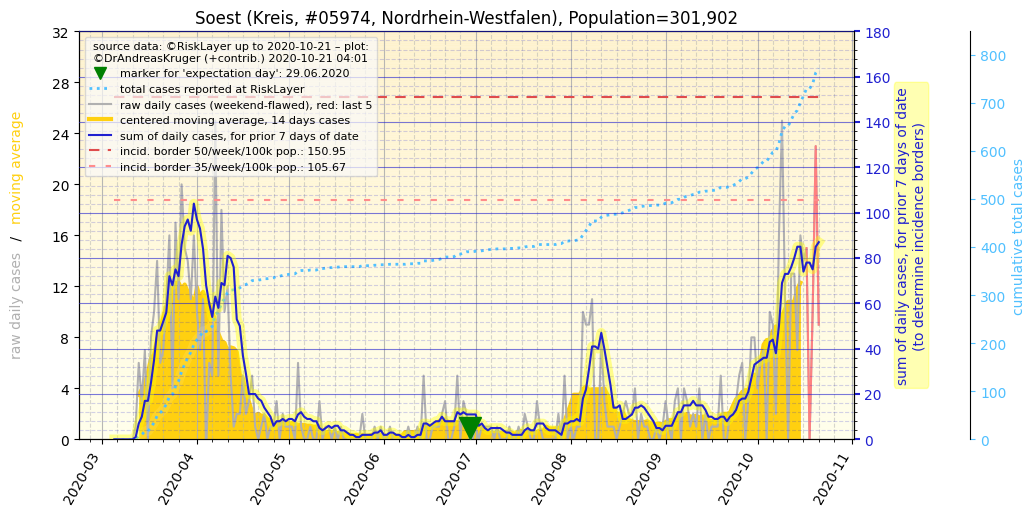 Soest (Kreis, #05974, Nordrhein-Westfalen), Population=301,902
source data: ©RiskLayer up to 2020-10-21 – plot:
©DrAndreasKruger (+contrib.) 2020-10-21 04:01
marker for 'expectation day': 29.06.2020
total cases reported at RiskLayer
raw daily cases (weekend-flawed), red: last 5
centered moving average, 14 days cases
sum of daily cases, for prior 7 days of date
incid. border 50/week/100k pop.: 150.95
incid. border 35/week/100k pop.: 105.67
raw daily cases / moving average
32
28
24
20
16
12
8
4
0
2020-03
2020-04
2020-05
2020-06
2020-07
2020-08
2020-09
2020-10
2020-11
180
160
140
120
100
80
60
40
20
0
sum of daily cases, for prior 7 days of date
(to determine incidence borders)
800
700
600
500
400
300
200
100
0
cumulative total cases